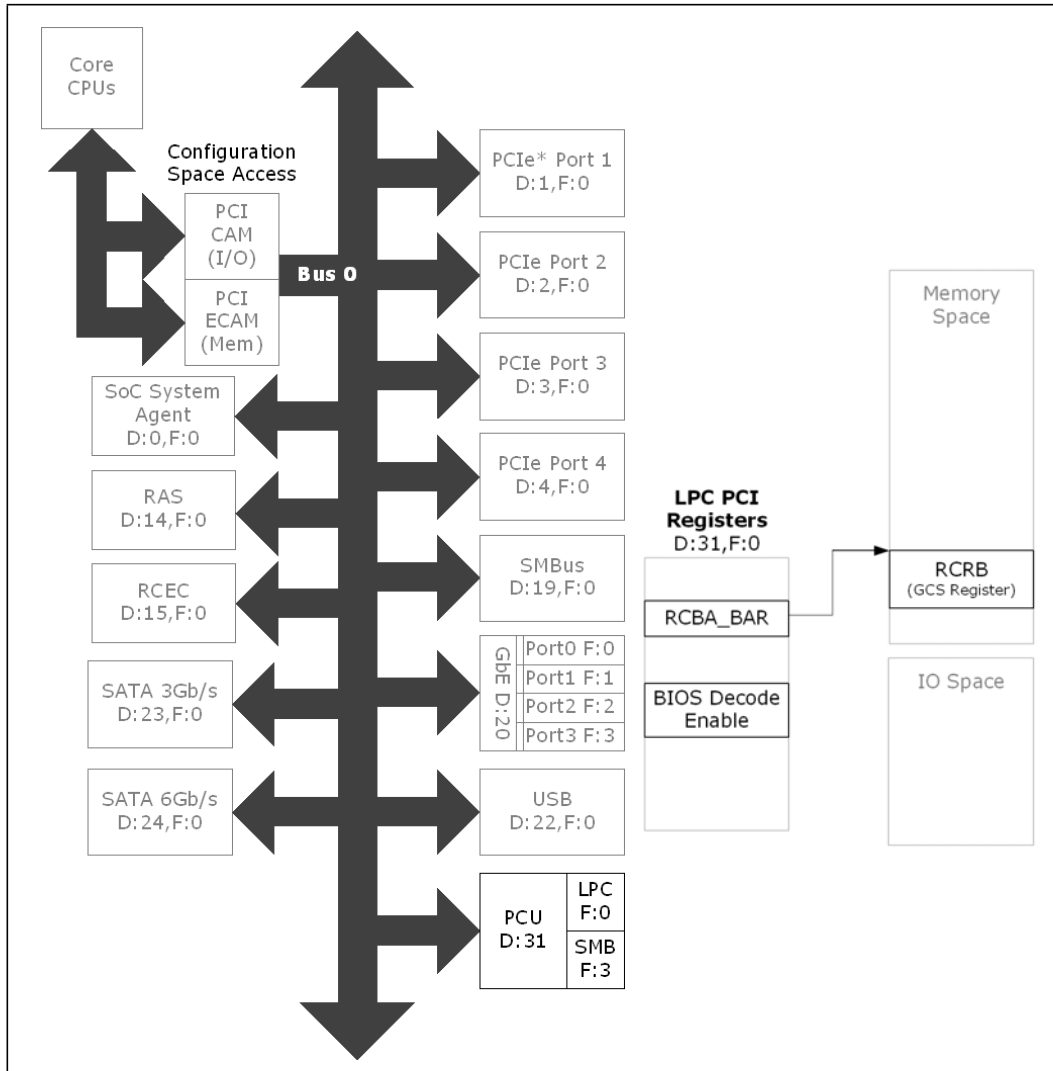 Core
CPUs
Configuration
Space Access
PCI
CAM
(I/O)
PCI
ECAM
(Mem)
Bus 0
SoC System
Agent
D:0,F:0
RAS
D:14,F:0
RCEC
D:15,F:0
SATA 3Gb/s
D:23,F:0
SATA 6Gb/s
D:24,F:0
PCIe* Port 1
D:1,F:0
PCIe Port 2
D:2,F:0
PCIe Port 3
D:3,F:0
PCIe Port 4
D:4,F:0
SMBus
D:19,F:0
GbE D:20
Port0 F:0
Port1 F:1
Port2 F:2
Port3 F:3
USB
D:22,F:0
PCU
D:31
LPC
F:0
SMB
F:3
LPC PCI
Registers
D:31,F:0
RCBA_BAR
BIOS Decode
Enable
Memory
Space
RCRB
(GCS Register)
IO Space